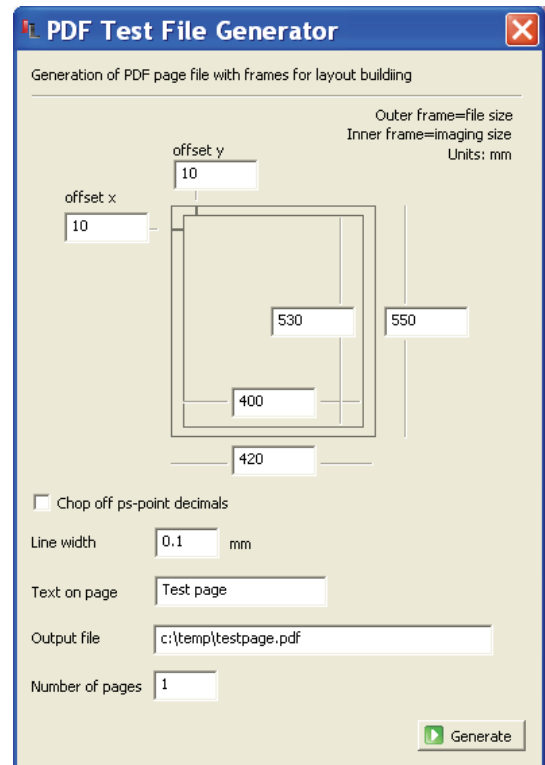 PDF Test File Generator
Generation of PDF page file with frames for layout buildiing
Outer frame=file size
Inner frame=imaging size
Units: mm
offset y
10
offset x
10
530
550
400
420
Chop off ps-point decimals
Line width 0.1 mm
Text on page Test page
Output file c:\temp\testpage.pdf
Number of pages 1
Generate